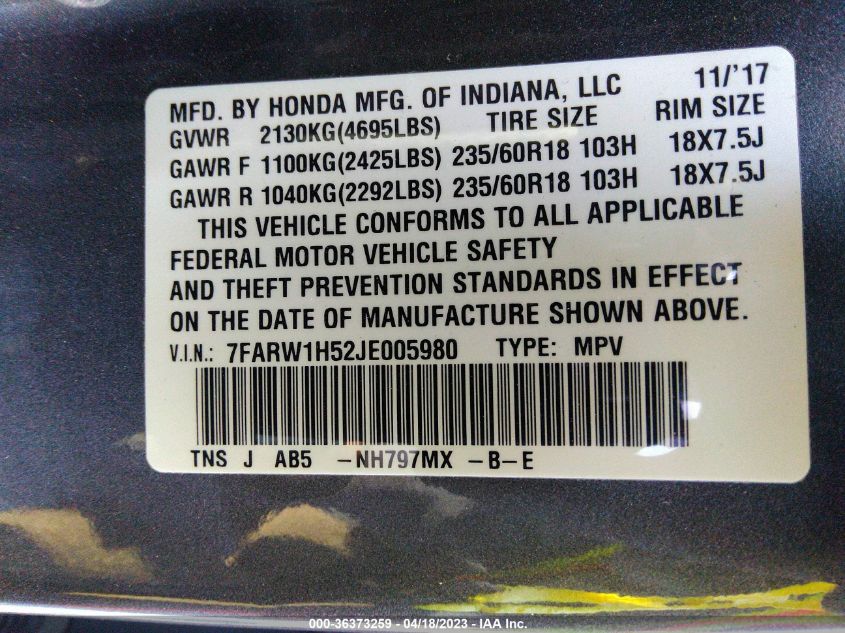 MFD. BY HONDA MFG. OF INDIANA, LLC 11/'17
GVWR 2130KG(4695LBS) TIRE SIZE RIM SIZE
GAWR F 1100KG(2425LBS) 235/60R18 103H 18X7.5J
GAWR R 1040KG(2292LBS) 235/60R18 103H 18X7.5J
THIS VEHICLE CONFORMS TO ALL APPLICABLE
FEDERAL MOTOR VEHICLE SAFETY
AND THEFT PREVENTION STANDARDS IN EFFECT
ON THE DATE OF MANUFACTURE SHOWN ABOVE.
V.I.N.: 7FARW1H52JE005980 TYPE: MPV
TNS J AB5 -NH797MX -B-E
000-36373259 - 04/18/2023 - IAA Inc.